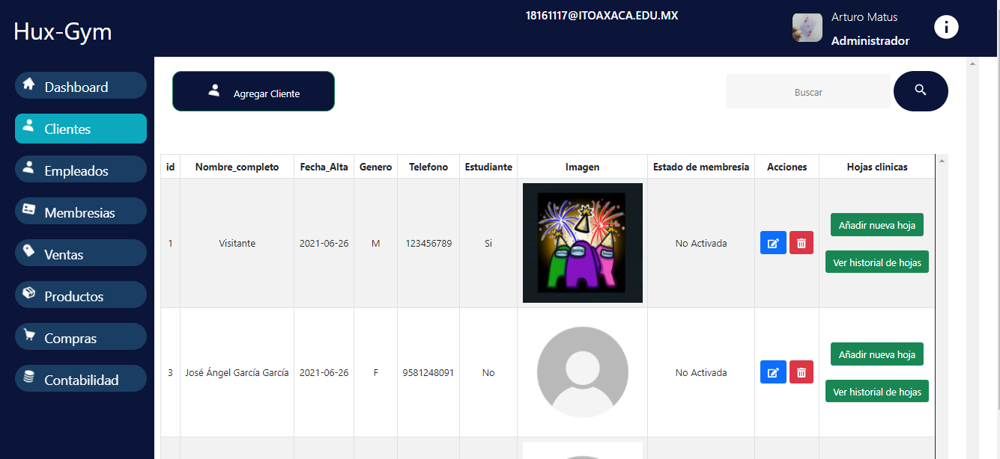 Hux-Gym
18161117@ITOAXACA.EDU.MX
Arturo Matus
Administrador
Dashboard
Clientes
Empleados
Membresias
Ventas
Productos
Compras
Contabilidad
Agregar Cliente
Buscar
id Nombre_completo Fecha_Alta Genero Telefono Estudiante Imagen Estado de membresia Acciones Hojas clinicas
1 Visitante 2021-06-26 M 123456789 Si No Activada
Añadir nueva hoja
Ver historial de hojas
3 José Ángel García García 2021-06-26 F 9581248091 No No Activada
Añadir nueva hoja
Ver historial de hojas